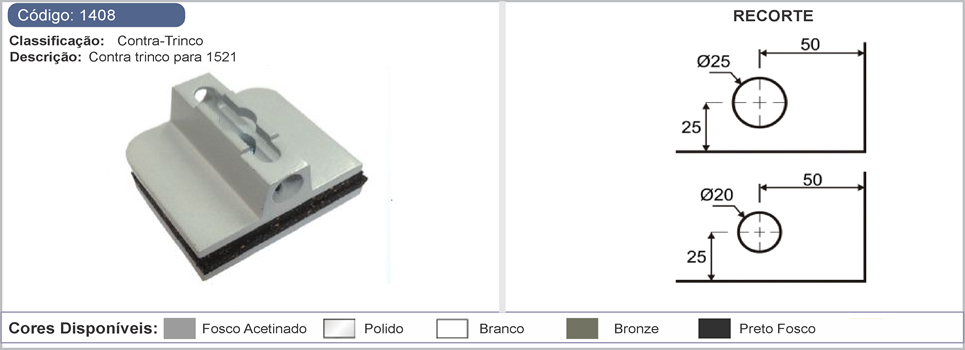 Código: 1408
Classificação: Contra-Trinco
Descrição: Contra trinco para 1521
RECORTE
50
Ø25
25
50
Ø20
25
Cores Disponíveis: Fosco Acetinado Polido Branco Bronze Preto Fosco